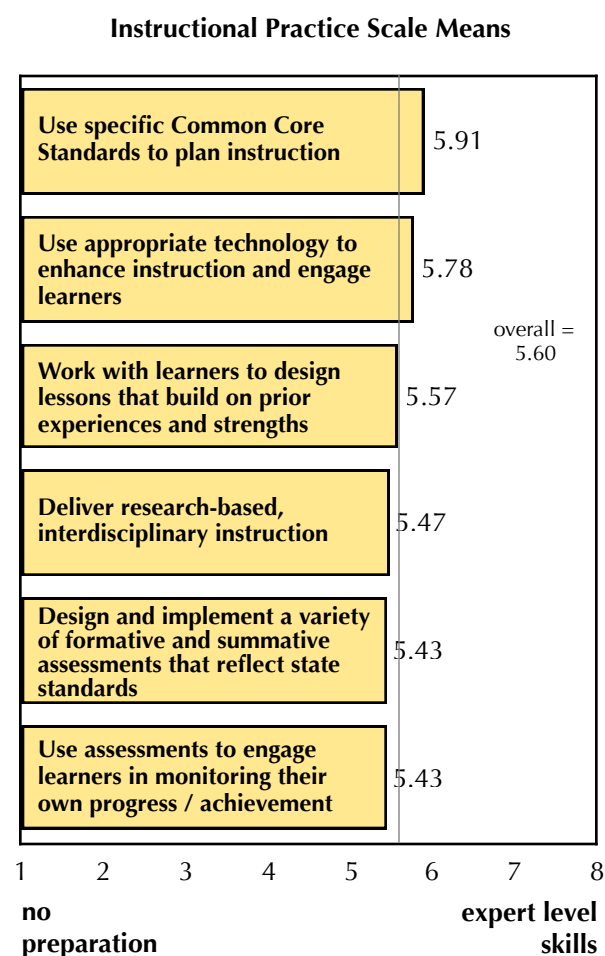 Instructional Practice Scale Means
Use specific Common Core
Standards to plan instruction
5.91
Use appropriate technology to
enhance instruction and engage
learners
5.78
overall =
5.60
Work with learners to design
lessons that build on prior
experiences and strengths
5.57
Deliver research-based,
interdisciplinary instruction
5.47
Design and implement a variety
of formative and summative
assessments that reflect state
standards
5.43
Use assessments to engage
learners in monitoring their
own progress / achievement
5.43
1 2 3 4 5 6 7 8
no
preparation
expert level
skills